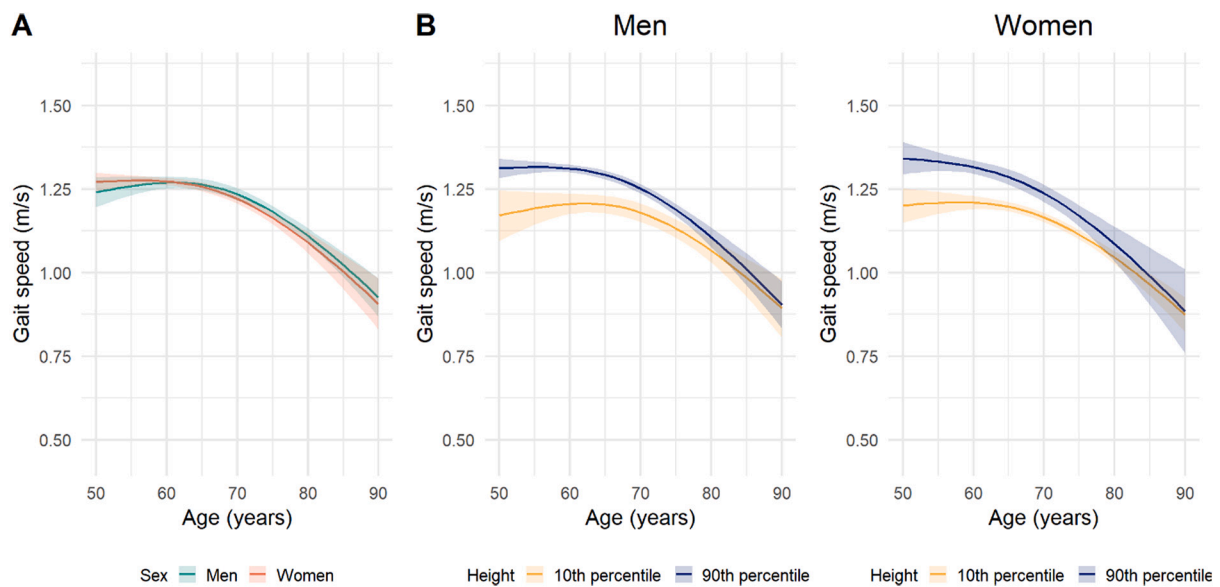 A
B
Men
Women
Gait speed (m/s)
1.50
1.25
1.00
0.75
0.50
50 60 70 80 90
Age (years)
Sex Men Women
Gait speed (m/s)
1.50
1.25
1.00
0.75
0.50
50 60 70 80 90
Age (years)
Height 10th percentile 90th percentile
Gait speed (m/s)
1.50
1.25
1.00
0.75
0.50
50 60 70 80 90
Age (years)
Height 10th percentile 90th percentile